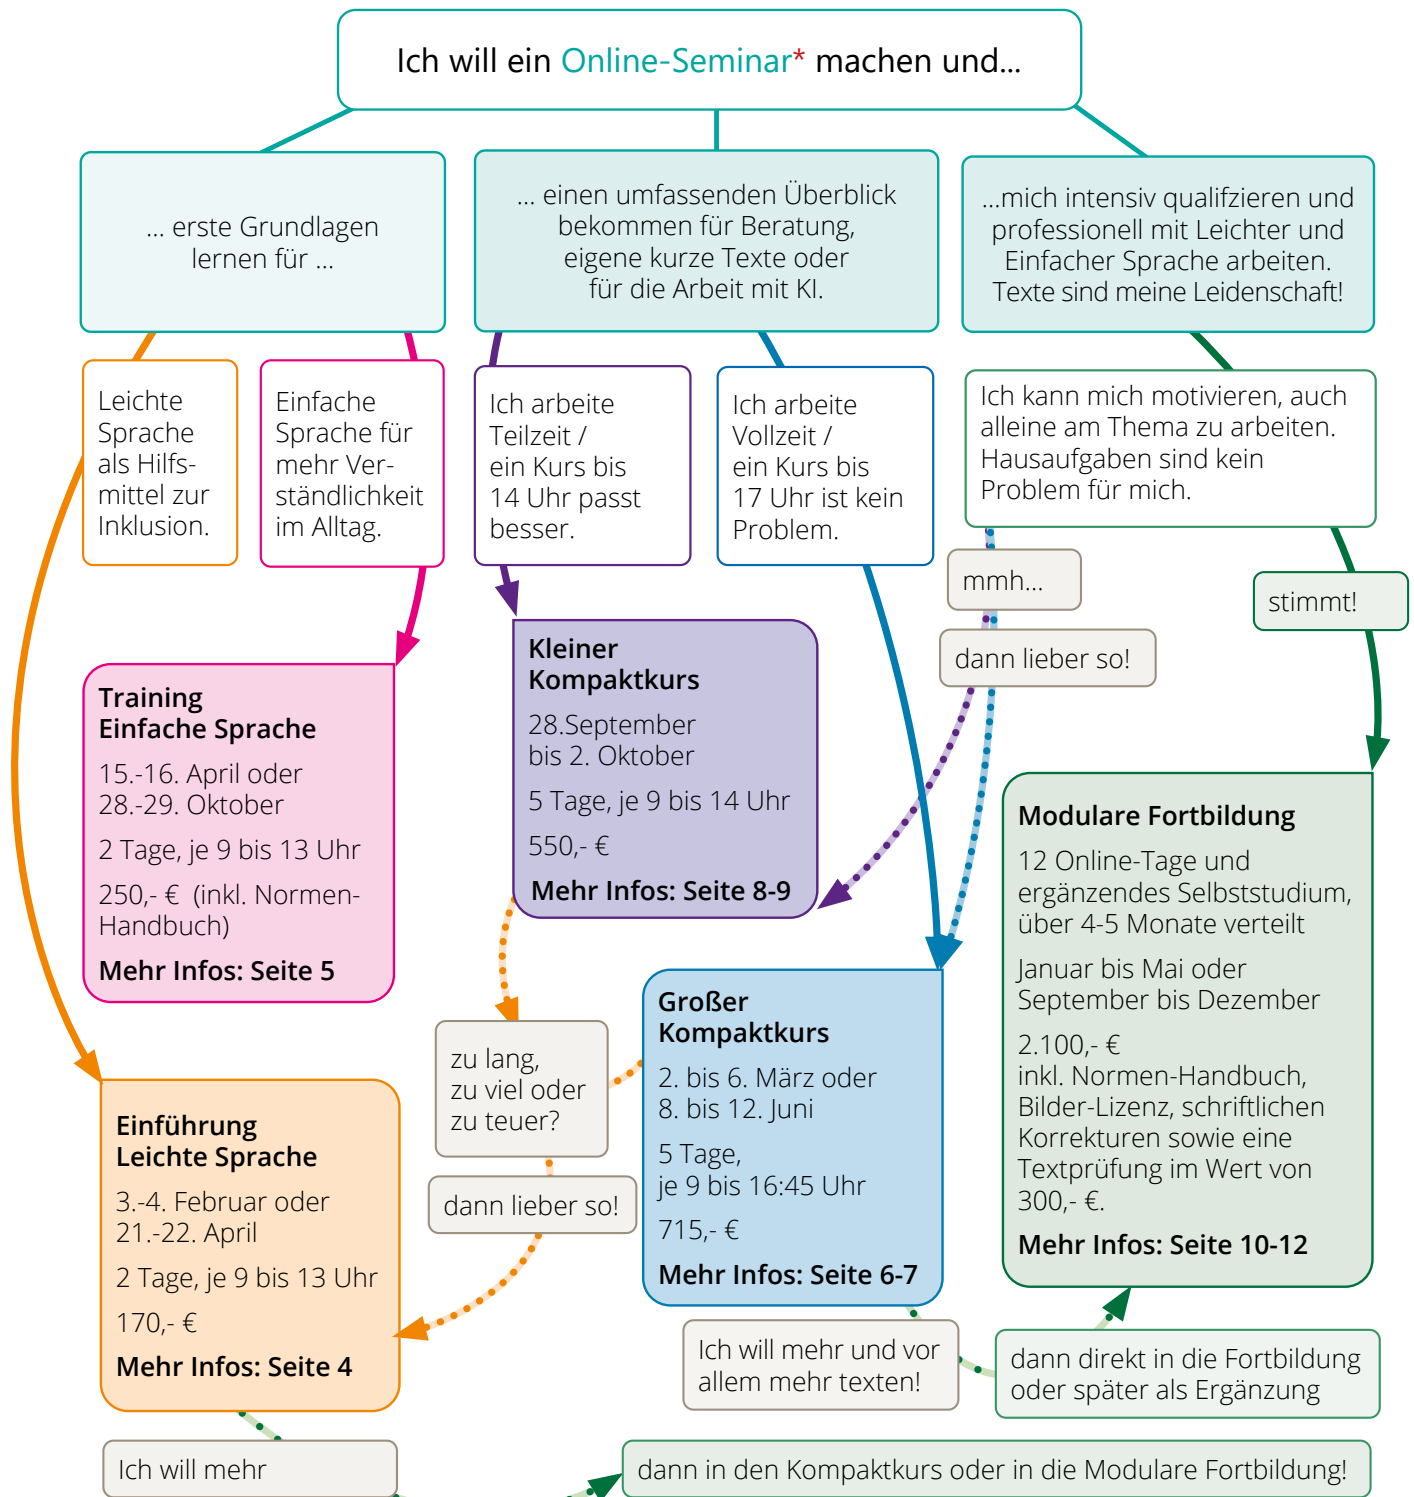 Ich will ein Online-Seminar* machen und...
... erste Grundlagen
lernen für ...
... einen umfassenden Überblick
bekommen für Beratung,
eigene kurze Texte oder
für die Arbeit mit KI.
...mich intensiv qualifzieren und
professionell mit Leichter und
Einfacher Sprache arbeiten.
Texte sind meine Leidenschaft!
Leichte
Sprache
als Hilfs-
mittel zur
Inklusion.
Einfache
Sprache für
mehr Ver-
ständlichkeit
im Alltag.
Ich arbeite
Teilzeit /
ein Kurs bis
14 Uhr passt
besser.
Ich arbeite
Vollzeit /
ein Kurs bis
17 Uhr ist kein
Problem.
Ich kann mich motivieren, auch
alleine am Thema zu arbeiten.
Hausaufgaben sind kein
Problem für mich.
mmh...
dann lieber so!
stimmt!
Training
Einfache Sprache
15.-16. April oder
28.-29. Oktober
2 Tage, je 9 bis 13 Uhr
250,- € (inkl. Normen-
Handbuch)
Mehr Infos: Seite 5
Kleiner
Kompaktkurs
28.September
bis 2. Oktober
5 Tage, je 9 bis 14 Uhr
550,- €
Mehr Infos: Seite 8-9
Modulare Fortbildung
12 Online-Tage und
ergänzendes Selbststudium,
über 4-5 Monate verteilt
Januar bis Mai oder
September bis Dezember
2.100,- €
inkl. Normen-Handbuch,
Bilder-Lizenz, schriftlichen
Korrekturen sowie eine
Textprüfung im Wert von
300,- €.
Mehr Infos: Seite 10-12
zu lang,
zu viel oder
zu teuer?
dann lieber so!
Großer
Kompaktkurs
2. bis 6. März oder
8. bis 12. Juni
5 Tage,
je 9 bis 16:45 Uhr
715,- €
Mehr Infos: Seite 6-7
Einführung
Leichte Sprache
3.-4. Februar oder
21.-22. April
2 Tage, je 9 bis 13 Uhr
170,- €
Mehr Infos: Seite 4
Ich will mehr und vor
allem mehr texten!
dann direkt in die Fortbildung
oder später als Ergänzung
Ich will mehr
dann in den Kompaktkurs oder in die Modulare Fortbildung!